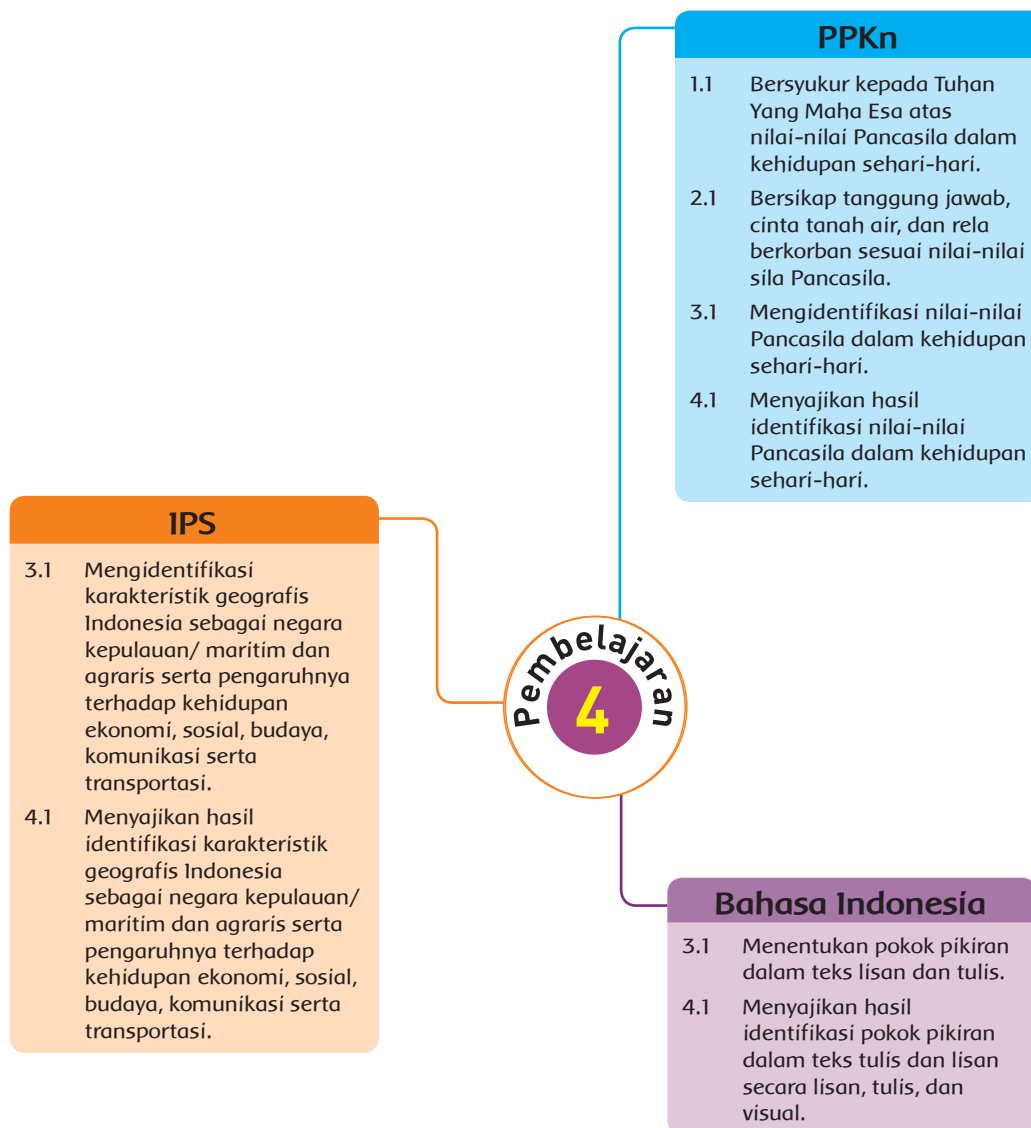 PPKn
1.1 Bersyukur kepada Tuhan
Yang Maha Esa atas
nilai-nilai Pancasila dalam
kehidupan sehari-hari.
2.1 Bersikap tanggung jawab,
cinta tanah air, dan rela
berkorban sesuai nilai-nilai
sila Pancasila.
3.1 Mengidentifikasi nilai-nilai
Pancasila dalam kehidupan
sehari-hari.
4.1 Menyajikan hasil
identifikasi nilai-nilai
Pancasila dalam kehidupan
sehari-hari.
IPS
3.1 Mengidentifikasi
karakteristik geografis
Indonesia sebagai negara
kepulauan/ maritim dan
agraris serta pengaruhnya
terhadap kehidupan
ekonomi, sosial, budaya,
komunikasi serta
transportasi.
4.1 Menyajikan hasil
identifikasi karakteristik
geografis Indonesia
sebagai negara kepulauan/
maritim dan agraris serta
pengaruhnya terhadap
kehidupan ekonomi, sosial,
budaya, komunikasi serta
transportasi.
Pembelajaran
4
Bahasa Indonesia
3.1 Menentukan pokok pikiran
dalam teks lisan dan tulis.
4.1 Menyajikan hasil
identifikasi pokok pikiran
dalam teks tulis dan lisan
secara lisan, tulis, dan
visual.